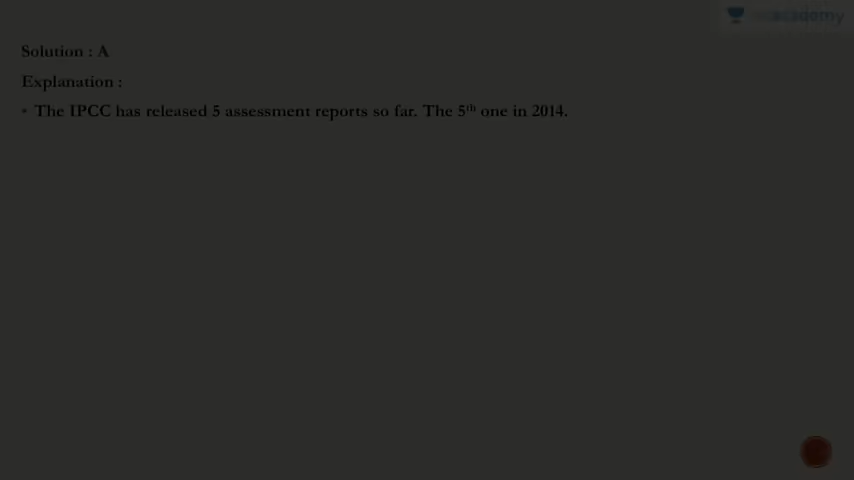 Solution : A
Explanation :
• The IPCC has released 5 assessment reports so far. The 5th one in 2014.